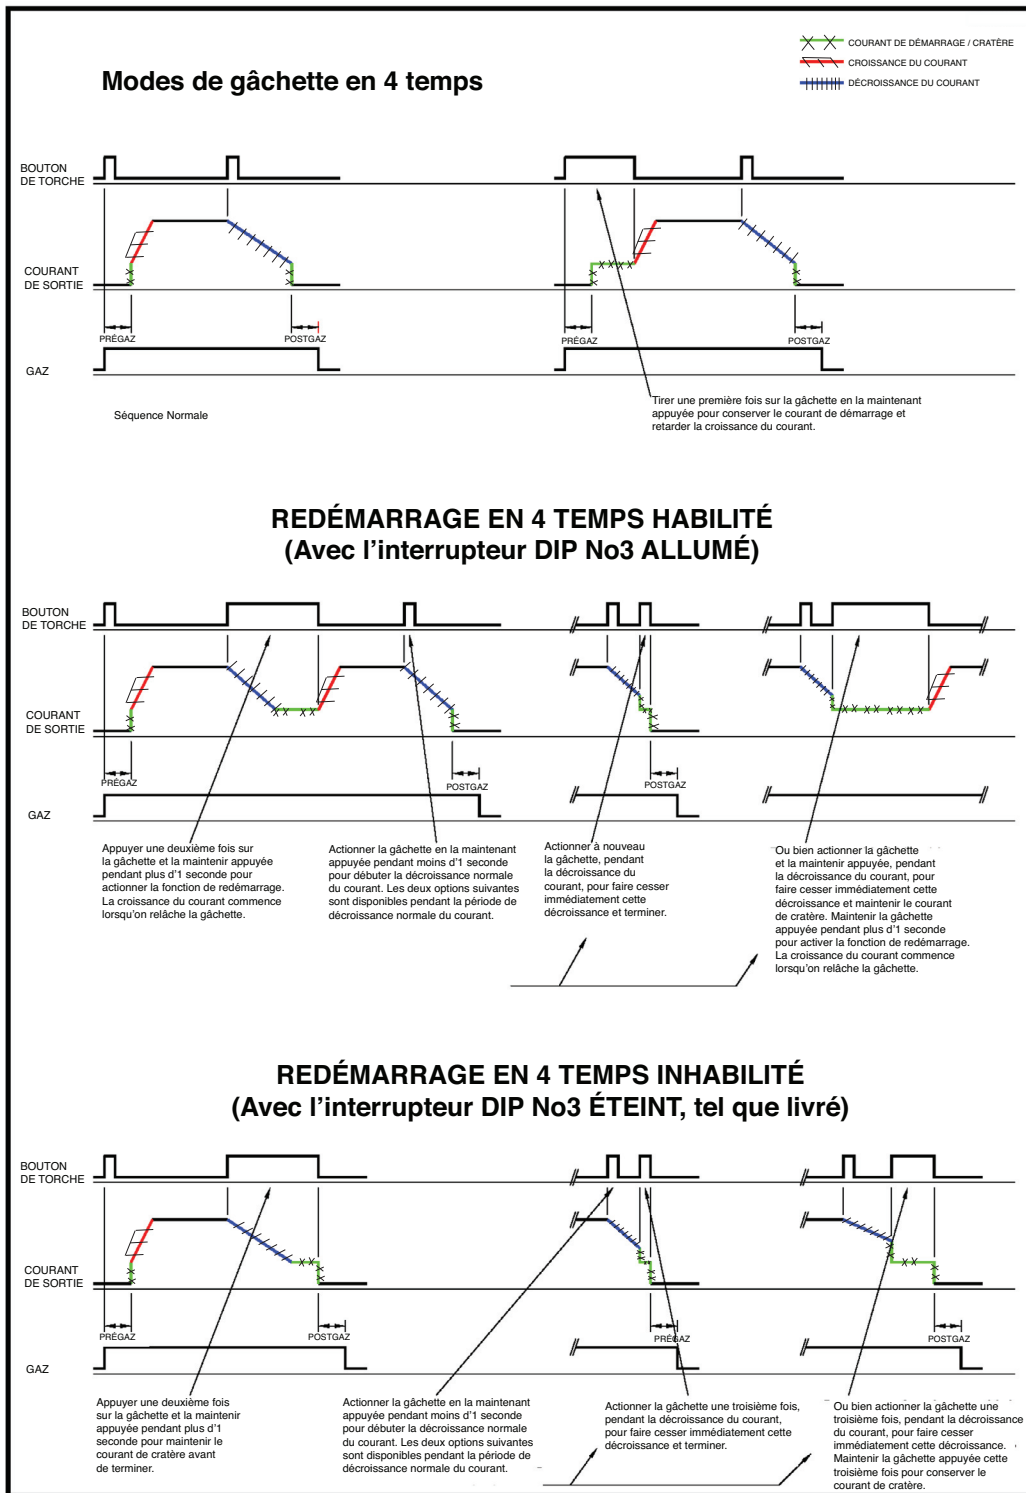 COURANT DE DÉMARRAGE / CRATÈRE
CROISSANCE DU COURANT
DÉCROISSANCE DU COURANT
Modes de gâchette en 4 temps
BOUTON
DE TORCHE
COURANT
DE SORTIE
PRÉGAZ
POSTGAZ
PRÉGAZ
POSTGAZ
GAZ
Séquence Normale
Tirer une première fois sur la gâchette en la maintenant
appuyée pour conserver le courant de démarrage et
retarder la croissance du courant.
REDÉMARRAGE EN 4 TEMPS HABILITÉ
(Avec l'interrupteur DIP No3 ALLUMÉ)
BOUTON
DE TORCHE
COURANT
DE SORTIE
PRÉGAZ
POSTGAZ
POSTGAZ
GAZ
Appuyer une deuxième fois sur
la gâchette et la maintenir appuyée
pendant plus d'1 seconde pour
actionner la fonction de redémarrage.
La croissance du courant commence
lorsqu'on relâche la gâchette.
Actionner la gâchette en la maintenant
appuyée pendant moins d'1 seconde
pour débuter la décroissance normale
du courant. Les deux options suivantes
sont disponibles pendant la période de
décroissance normale du courant.
Actionner à nouveau
la gâchette, pendant
la décroissance du
courant, pour faire cesser
immédiatement cette
décroissance et terminer.
Ou bien actionner la gâchette
et la maintenir appuyée, pendant
la décroissance du courant, pour
faire cesser immédiatement cette
décroissance et maintenir le courant
de cratère. Maintenir la gâchette
appuyée pendant plus d'1 seconde
pour activer la fonction de redémarrage.
La croissance du courant commence
lorsqu'on relâche la gâchette.
REDÉMARRAGE EN 4 TEMPS INHABILITÉ
(Avec l'interrupteur DIP No3 ÉTEINT, tel que livré)
BOUTON
DE TORCHE
COURANT
DE SORTIE
PRÉGAZ
POSTGAZ
PRÉGAZ
POSTGAZ
GAZ
Appuyer une deuxième fois
sur la gâchette et la maintenir
appuyée pendant plus d'1
seconde pour maintenir le
courant de cratère avant
de terminer.
Actionner la gâchette en la maintenant
appuyée pendant moins d'1 seconde
pour débuter la décroissance normale
du courant. Les deux options suivantes
sont disponibles pendant la période de
décroissance normale du courant.
Actionner la gâchette une troisième fois,
pendant la décroissance du courant,
pour faire cesser immédiatement cette
décroissance et terminer.
Ou bien actionner la gâchette une
troisième fois, pendant la décroissance
du courant, pour faire cesser
immédiatement cette décroissance.
Maintenir la gâchette appuyée cette
troisième fois pour conserver le
courant de cratère.